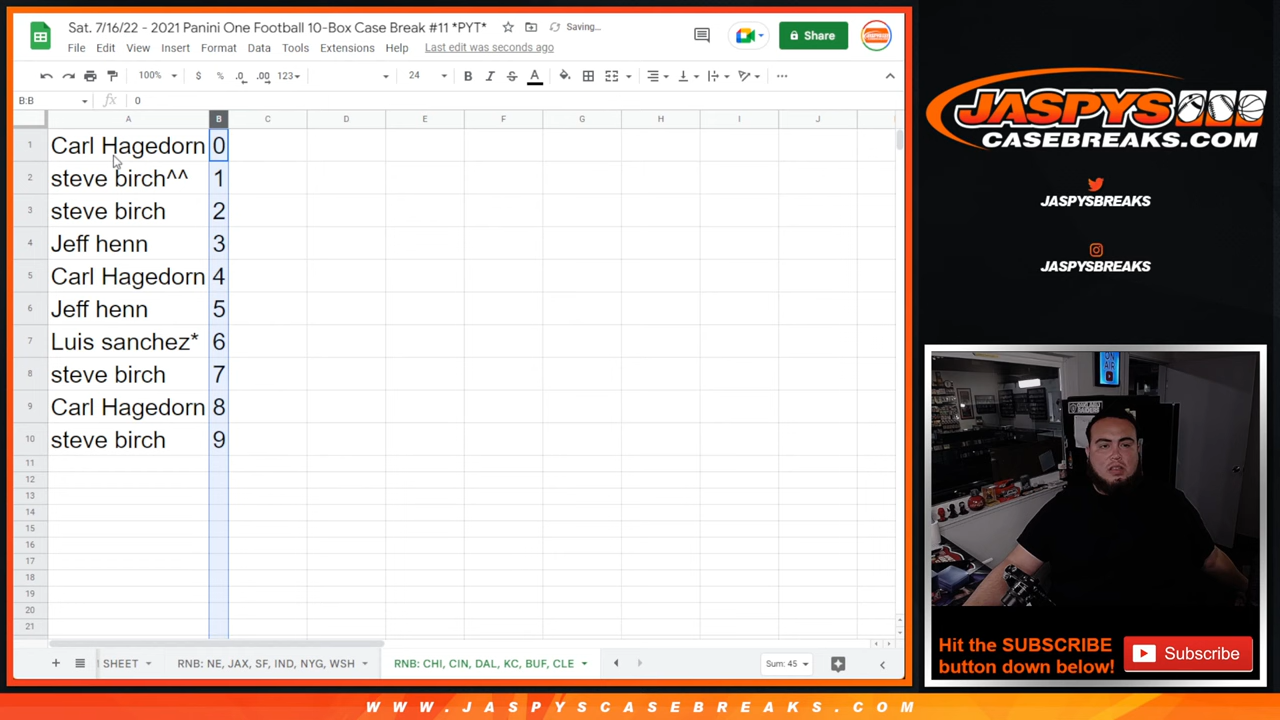 Sat. 7/16/22 - 2021 Panini One Football 10-Box Case Break #11 *PYT*
Saving...
Share
File Edit View Insert Format Data Tools Extensions Help Last edit was seconds ago
100% $ % .0 .00 123 24 B I S A
B:B fx 0
A B C D E F G H I J
1 Carl Hagedorn 0
2 steve birch^^ 1
3 steve birch 2
4 Jeff henn 3
5 Carl Hagedorn 4
6 Jeff henn 5
7 Luis sanchez* 6
8 steve birch 7
9 Carl Hagedorn 8
10 steve birch 9
11
12
13
14
15
16
17
18
19
20
21
SHEET RNB: NE, JAX, SF, IND, NYG, WSH RNB: CHI, CIN, DAL, KC, BUF, CLE Sum: 45
JASPYS
CASEBREAKS.COM
JASPYSBREAKS
JASPYSBREAKS
ON
AIR
Hit the SUBSCRIBE
button down below!
Subscribe
WWW.JASPYSCASEBREAKS.COM